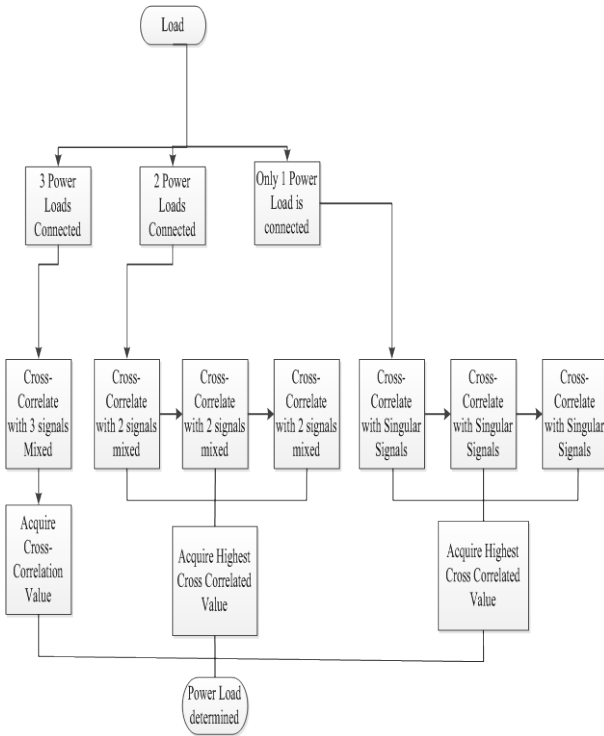 Load
3 Power
Loads
Connected
2 Power
Loads
Connected
Only 1 Power
Load is
connected
Cross-
Correlate
with 3 signals
Mixed
Cross-
Correlate
with 2 signals
mixed
Cross-
Correlate
with 2 signals
mixed
Cross-
Correlate
with 2 signals
mixed
Cross-
Correlate
with Singular
Signals
Cross-
Correlate
with Singular
Signals
Cross-
Correlate
with Singular
Signals
Acquire
Cross-
Correlation
Value
Acquire Highest
Cross Correlated
Value
Acquire Highest
Cross Correlated
Value
Power Load
determined